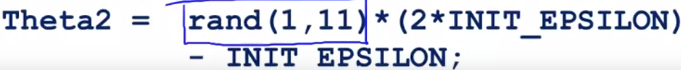 Theta2 = rand(1,11)*(2*INIT_EPSILON)
- INIT EPSILON;